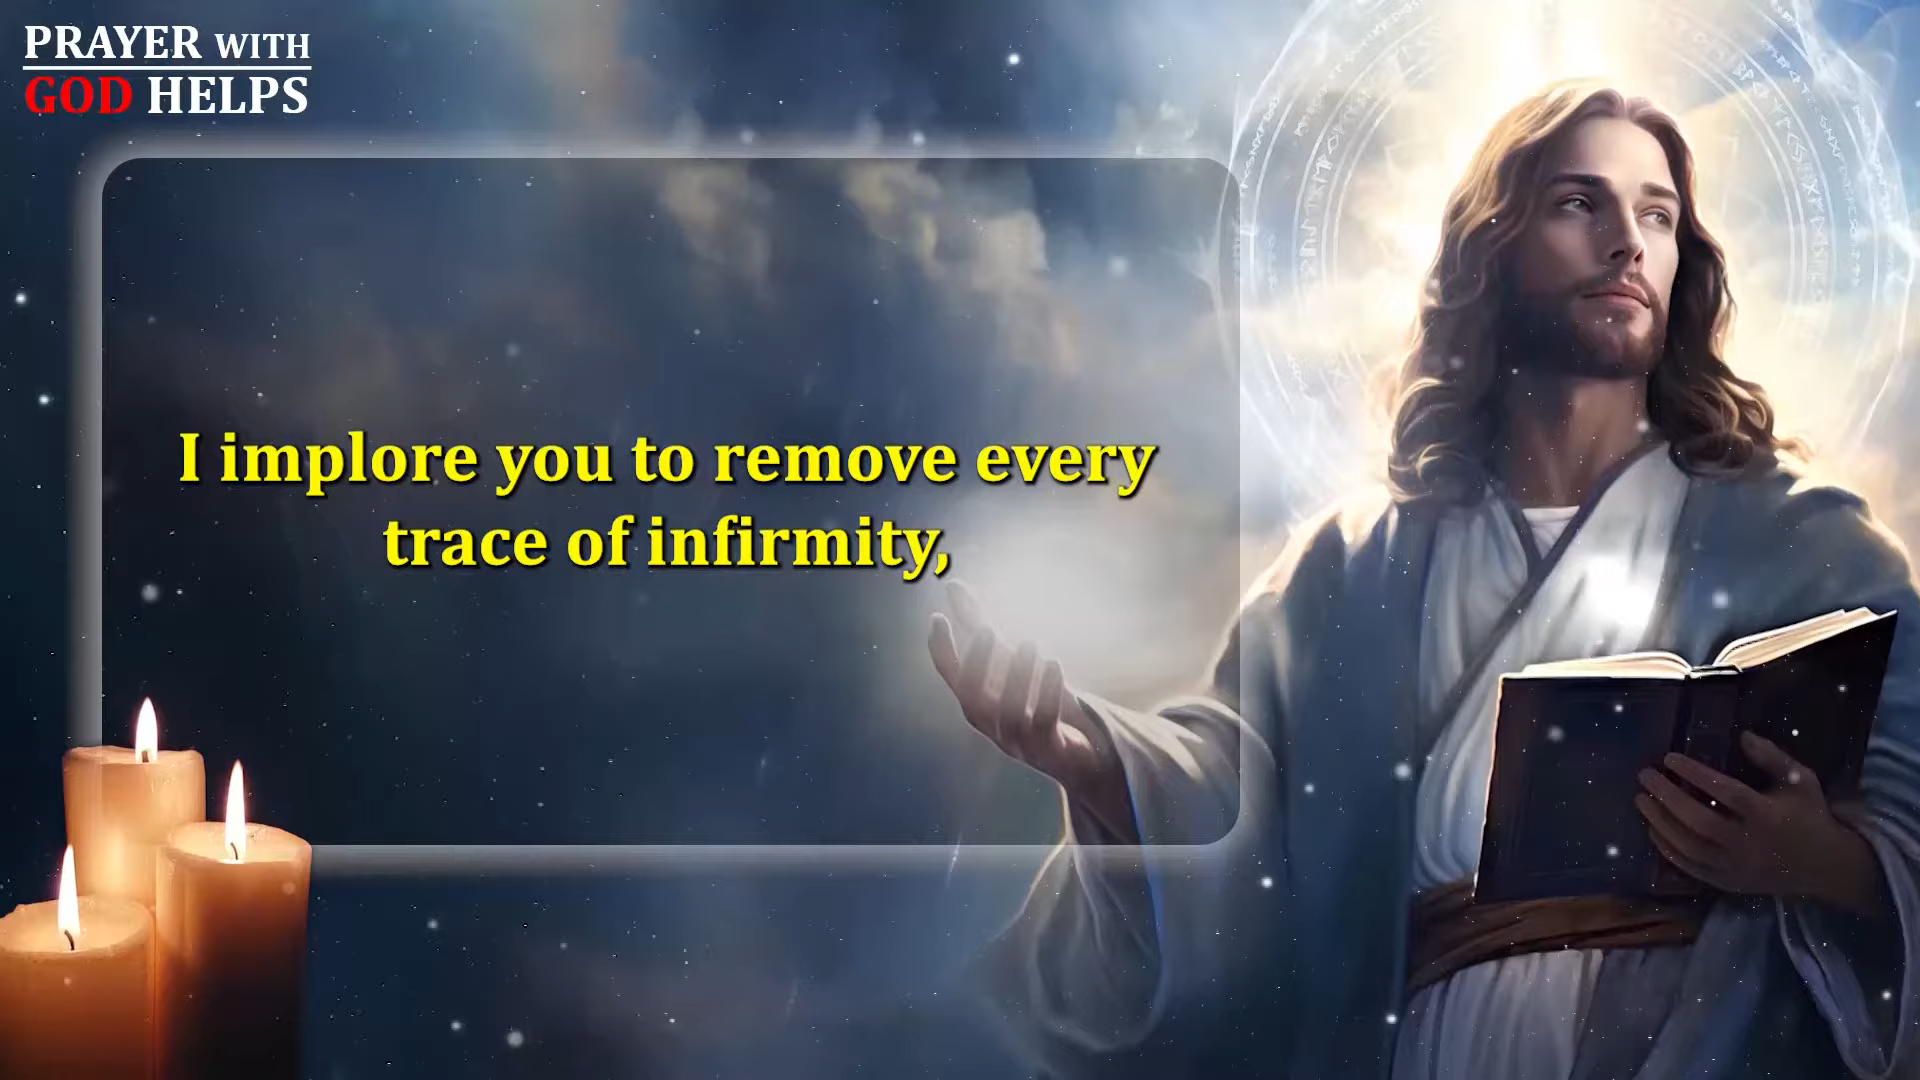 PRAYER WITH
GOD HELPS
I implore you to remove every
trace of infirmity,